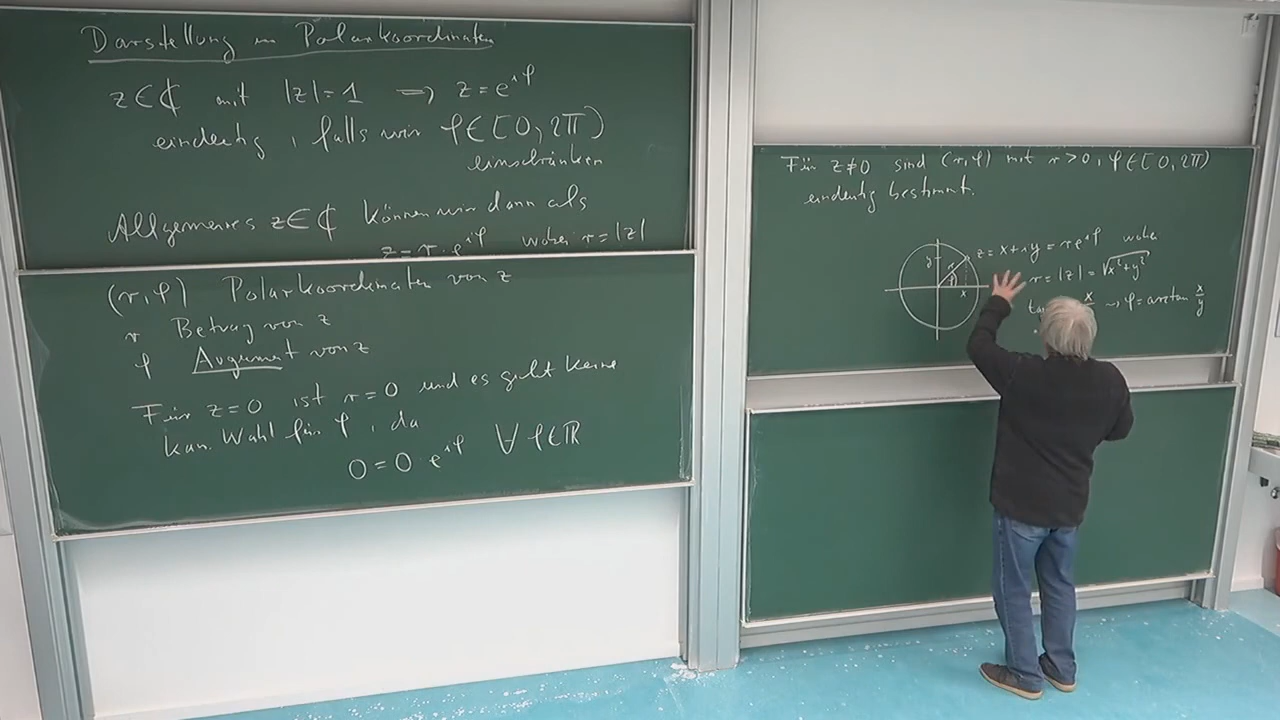 Darstellung in Polarkoordinaten
z∈ℂ mit |z|=1 ⟹ z=e^{iφ}
eindeutig, falls wir φ∈[0,2π)
einschränken
Allgemeines z∈ℂ können wir dann als
z=r·e^{iφ} wobei r=|z|
(r,φ) Polarkoordinaten von z
r Betrag von z
φ Argument von z
Für z=0 ist r=0 und es gibt keine
kan. Wahl für φ, da
0=0·e^{iφ} ∀ φ∈ℝ
Für z≠0 sind (r,φ) mit r>0, φ∈[0,2π)
eindeutig bestimmt.
z=x+iy=re^{iφ} wobei
y r φ x
r=|z|=√(x²+y²)
x → φ=arctan x/y